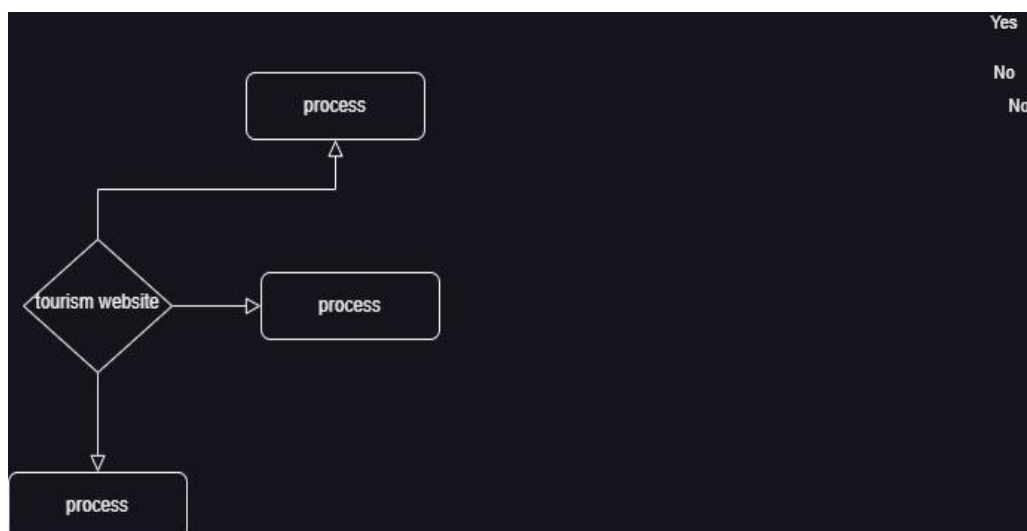 Yes
No
process
No
tourism website
process
process